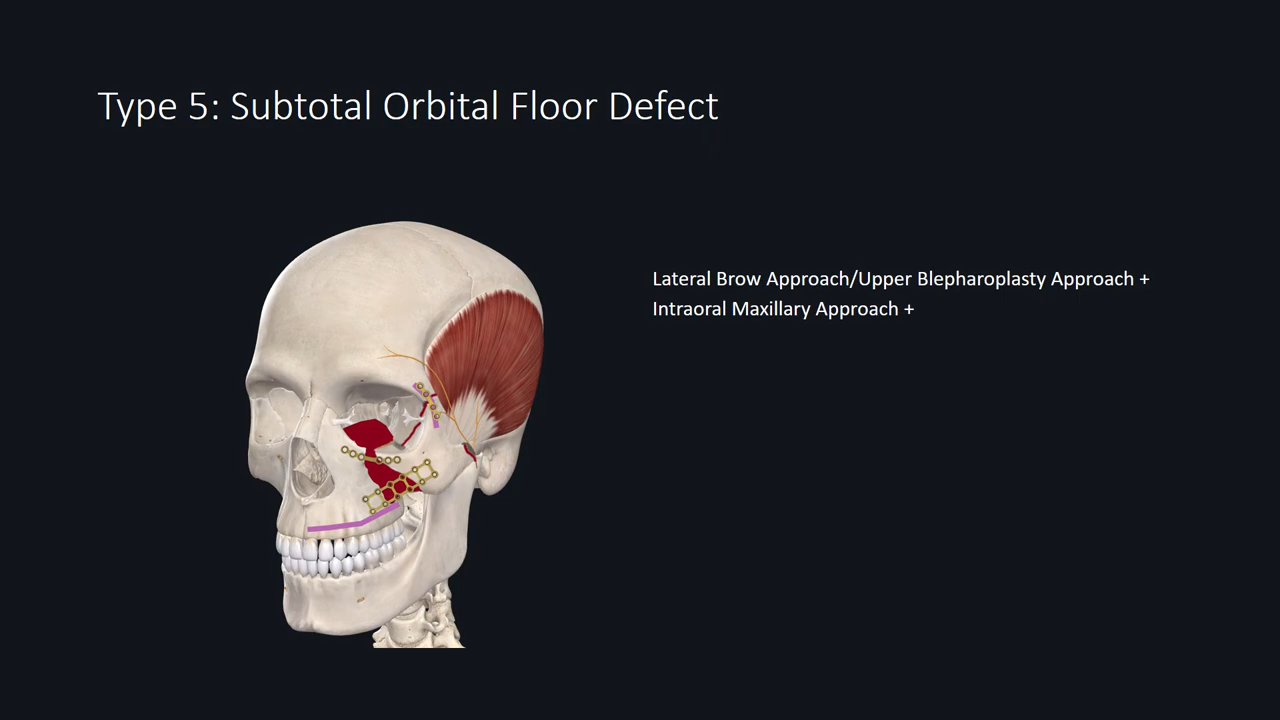 Type 5: Subtotal Orbital Floor Defect
Lateral Brow Approach/Upper Blepharoplasty Approach +
Intraoral Maxillary Approach +